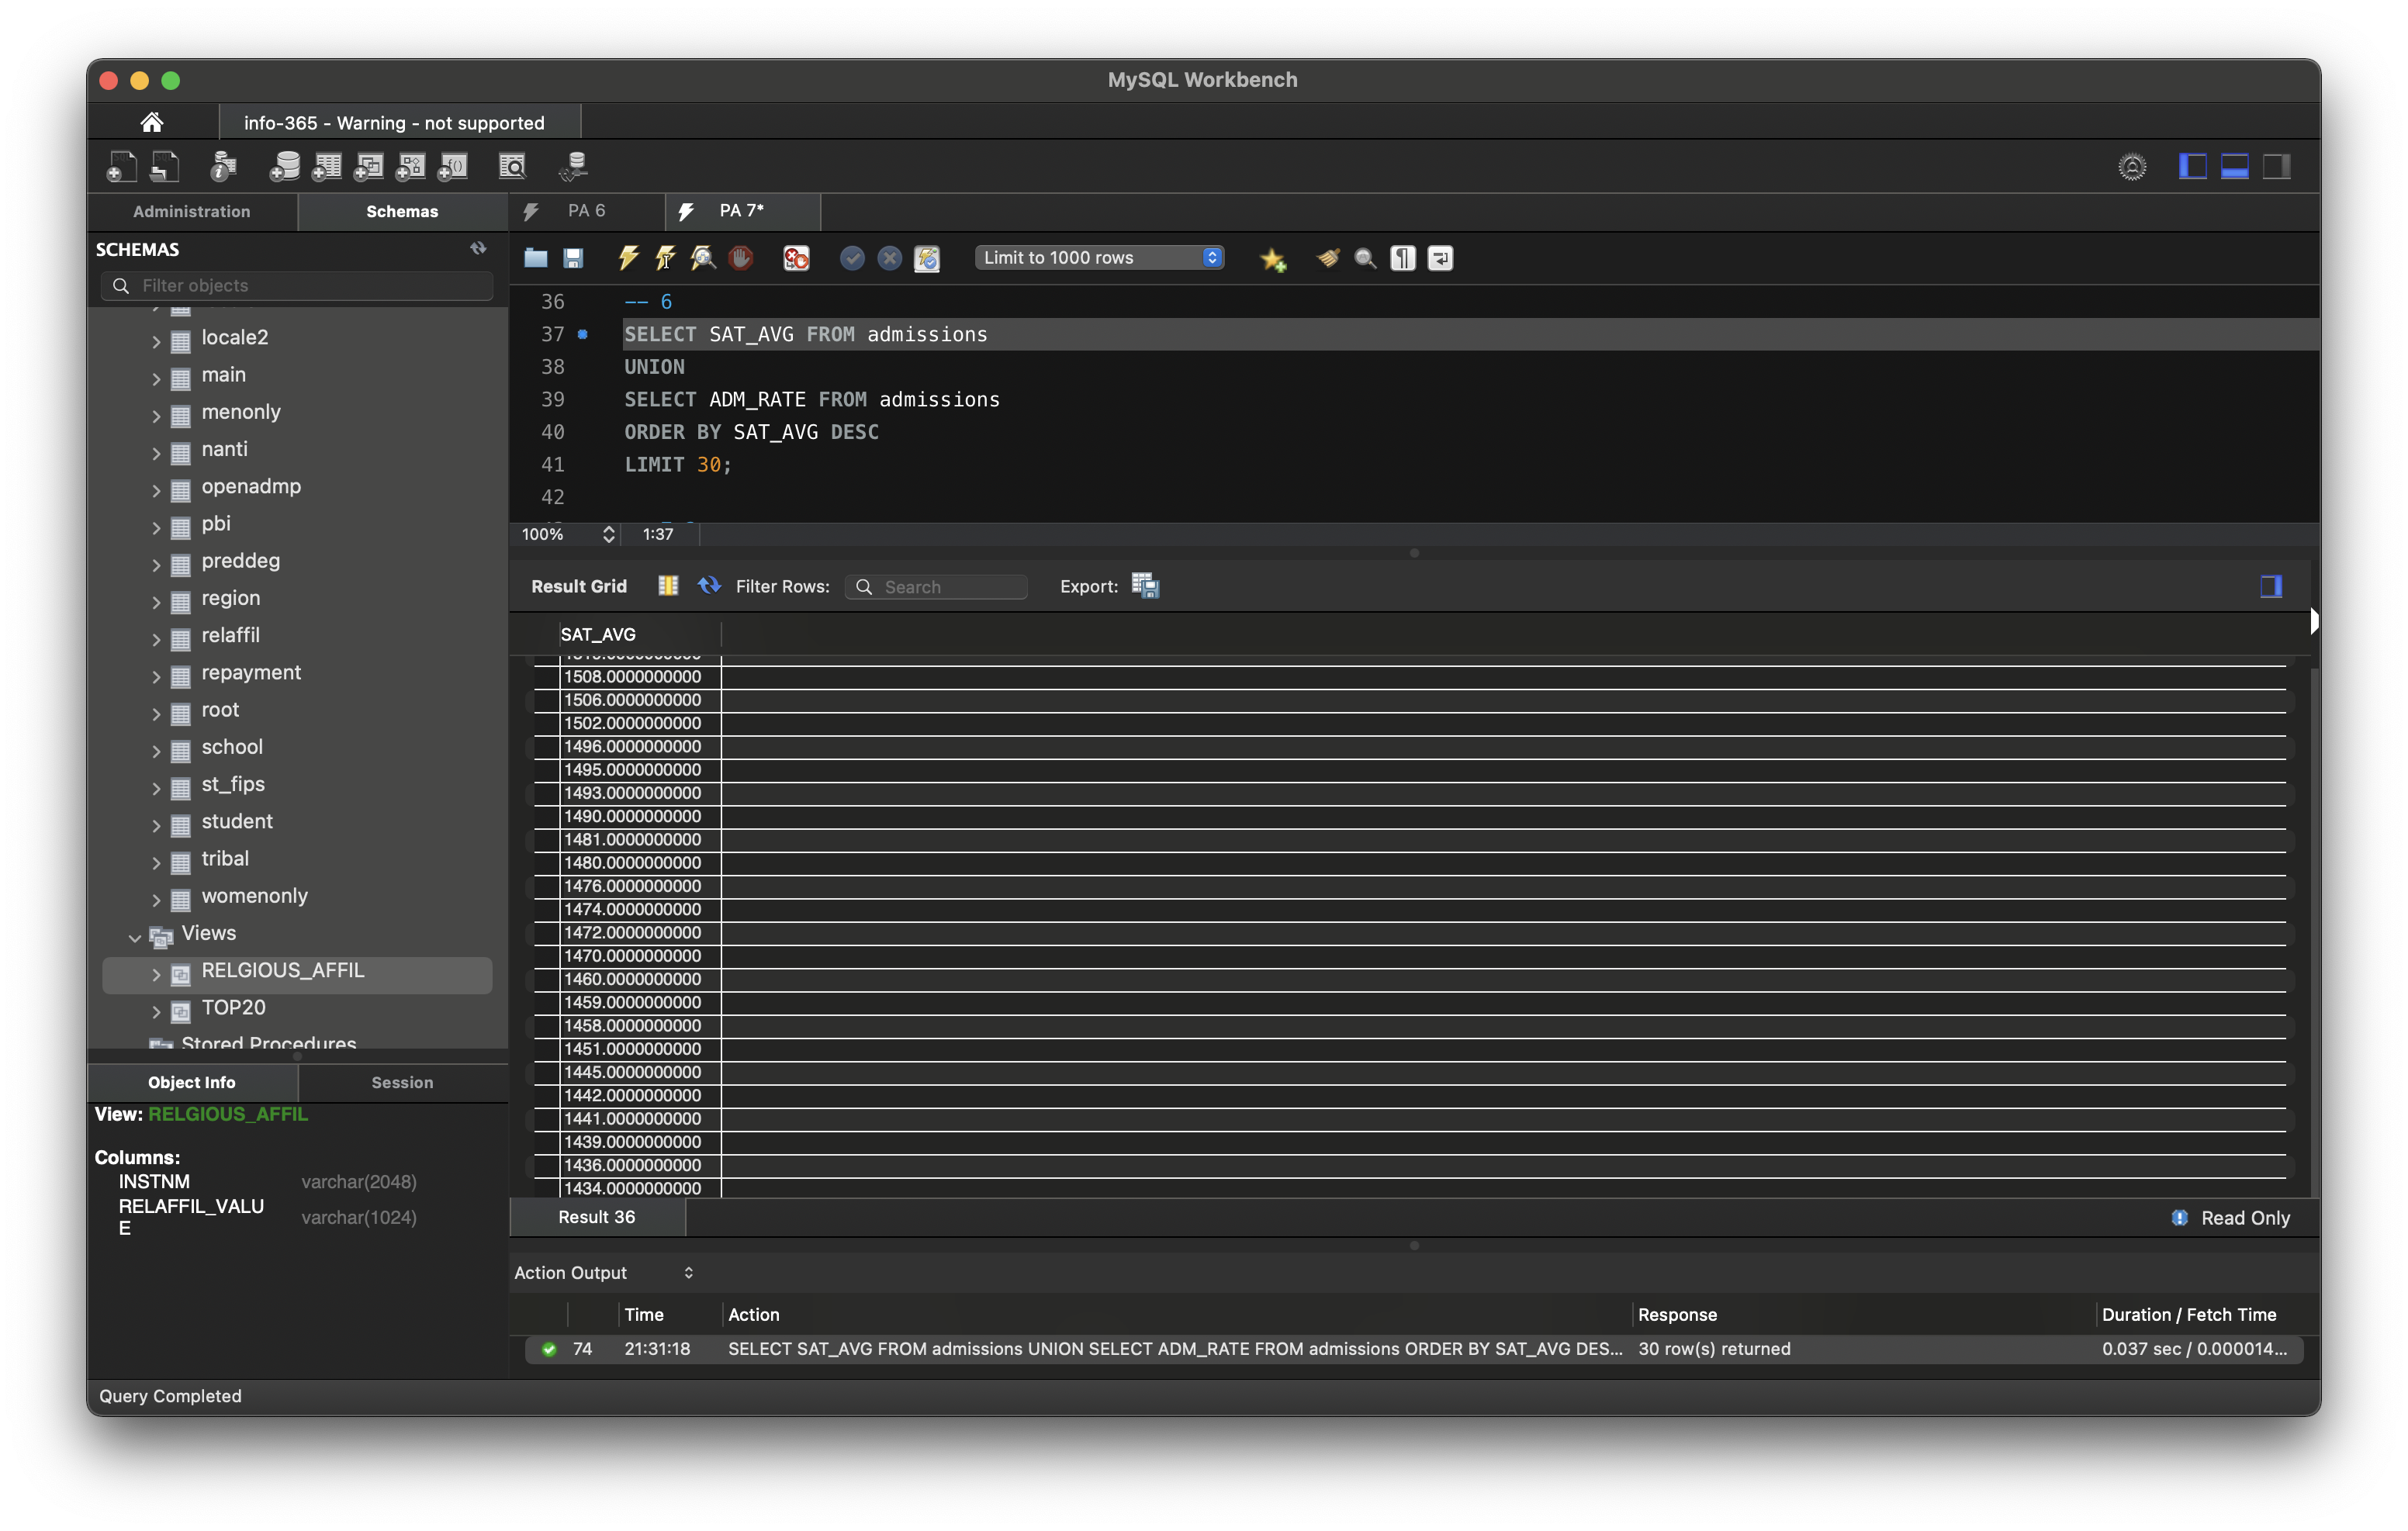 MySQL Workbench
info-365 - Warning - not supported
Administration
Schemas
PA 6
PA 7*
SCHEMAS
Filter objects
locale2
main
menonly
nanti
openadmp
pbi
preddeg
region
relaffil
repayment
root
school
st_fips
student
tribal
womenonly
Views
RELGIOUS_AFFIL
TOP20
Stored Procedures
Object Info
Session
View: RELGIOUS_AFFIL
Columns:
INSTNM varchar(2048)
RELAFFIL_VALU
E varchar(1024)
Limit to 1000 rows
36 -- 6
37 SELECT SAT_AVG FROM admissions
38 UNION
39 SELECT ADM_RATE FROM admissions
40 ORDER BY SAT_AVG DESC
41 LIMIT 30;
42
100% 1:37
Result Grid Filter Rows: Search Export:
SAT_AVG
1508.0000000000
1506.0000000000
1502.0000000000
1496.0000000000
1495.0000000000
1493.0000000000
1490.0000000000
1481.0000000000
1480.0000000000
1476.0000000000
1474.0000000000
1472.0000000000
1470.0000000000
1460.0000000000
1459.0000000000
1458.0000000000
1451.0000000000
1445.0000000000
1442.0000000000
1441.0000000000
1439.0000000000
1436.0000000000
1434.0000000000
Result 36
Read Only
Action Output
Time Action Response Duration / Fetch Time
74 21:31:18 SELECT SAT_AVG FROM admissions UNION SELECT ADM_RATE FROM admissions ORDER BY SAT_AVG DES... 30 row(s) returned 0.037 sec / 0.000014...
Query Completed